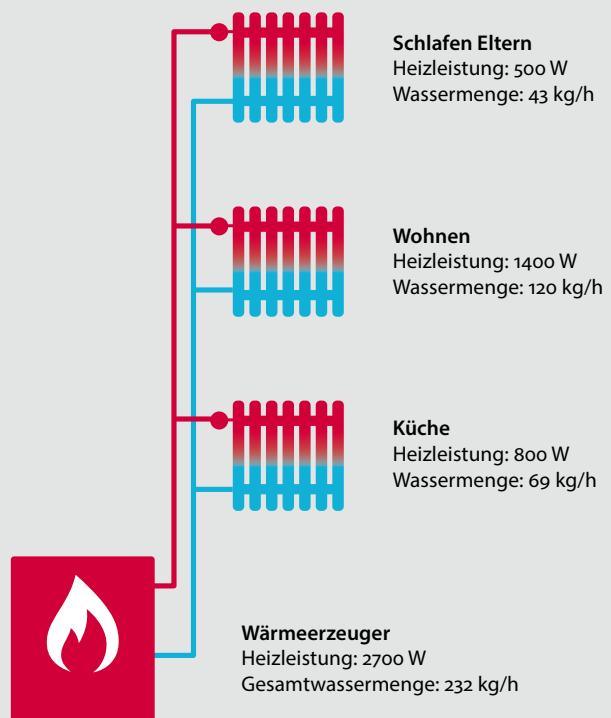 Schlafen Eltern
Heizleistung: 500 W
Wassermenge: 43 kg/h
Wohnen
Heizleistung: 1400 W
Wassermenge: 120 kg/h
Küche
Heizleistung: 800 W
Wassermenge: 69 kg/h
Wärmeerzeuger
Heizleistung: 2700 W
Gesamtwassermenge: 232 kg/h